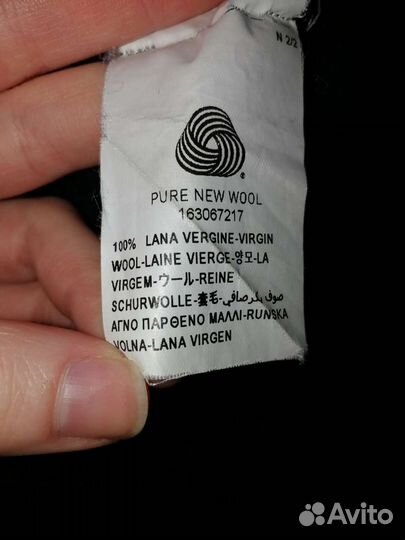 N 2/2
PURE NEW WOOL
163067217
100% LANA VERGINE-VIRGIN
WOOL-LAINE VIERGE-양모-LA
VIRGEM-ウール-REINE
SCHURWOLLE-套毛-صوف بكر صافي
ΑΓΝΟ ΠΑΡΘΕΝΟ ΜΑΛΛΙ-RUNSKA
VOLNA-LANA VIRGEN
Avito